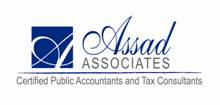 A Assad
ASSOCIATES
Certified Public Accountants and Tax Consultants